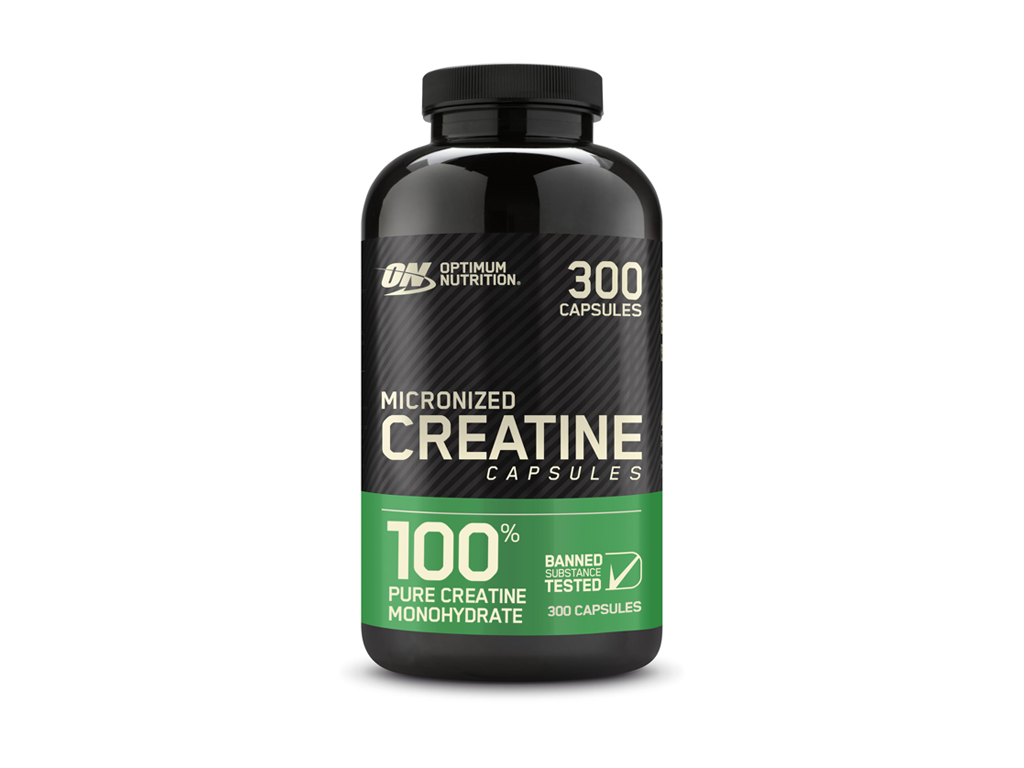 ON OPTIMUM
NUTRITION®
300
CAPSULES
MICRONIZED
CREATINE
CAPSULES
100%
PURE CREATINE
MONOHYDRATE
BANNED
SUBSTANCE
TESTED
300 CAPSULES